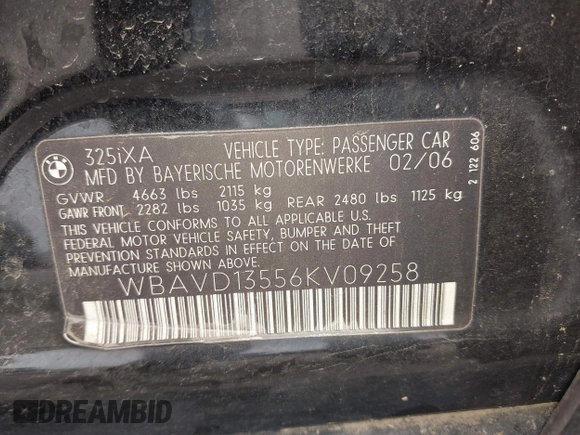 BMW
325iXA VEHICLE TYPE: PASSENGER CAR
MFD BY BAYERISCHE MOTORENWERKE 02/06
GVWR 4663 lbs 2115 kg
GAWR FRONT 2282 lbs 1035 kg REAR 2480 lbs 1125 kg
THIS VEHICLE CONFORMS TO ALL APPLICABLE U.S.
FEDERAL MOTOR VEHICLE SAFETY, BUMPER AND THEFT
PREVENTION STANDARDS IN EFFECT ON THE DATE OF
MANUFACTURE SHOWN ABOVE.
WBAVD13556KV09258
2 122 606
DREAMBID